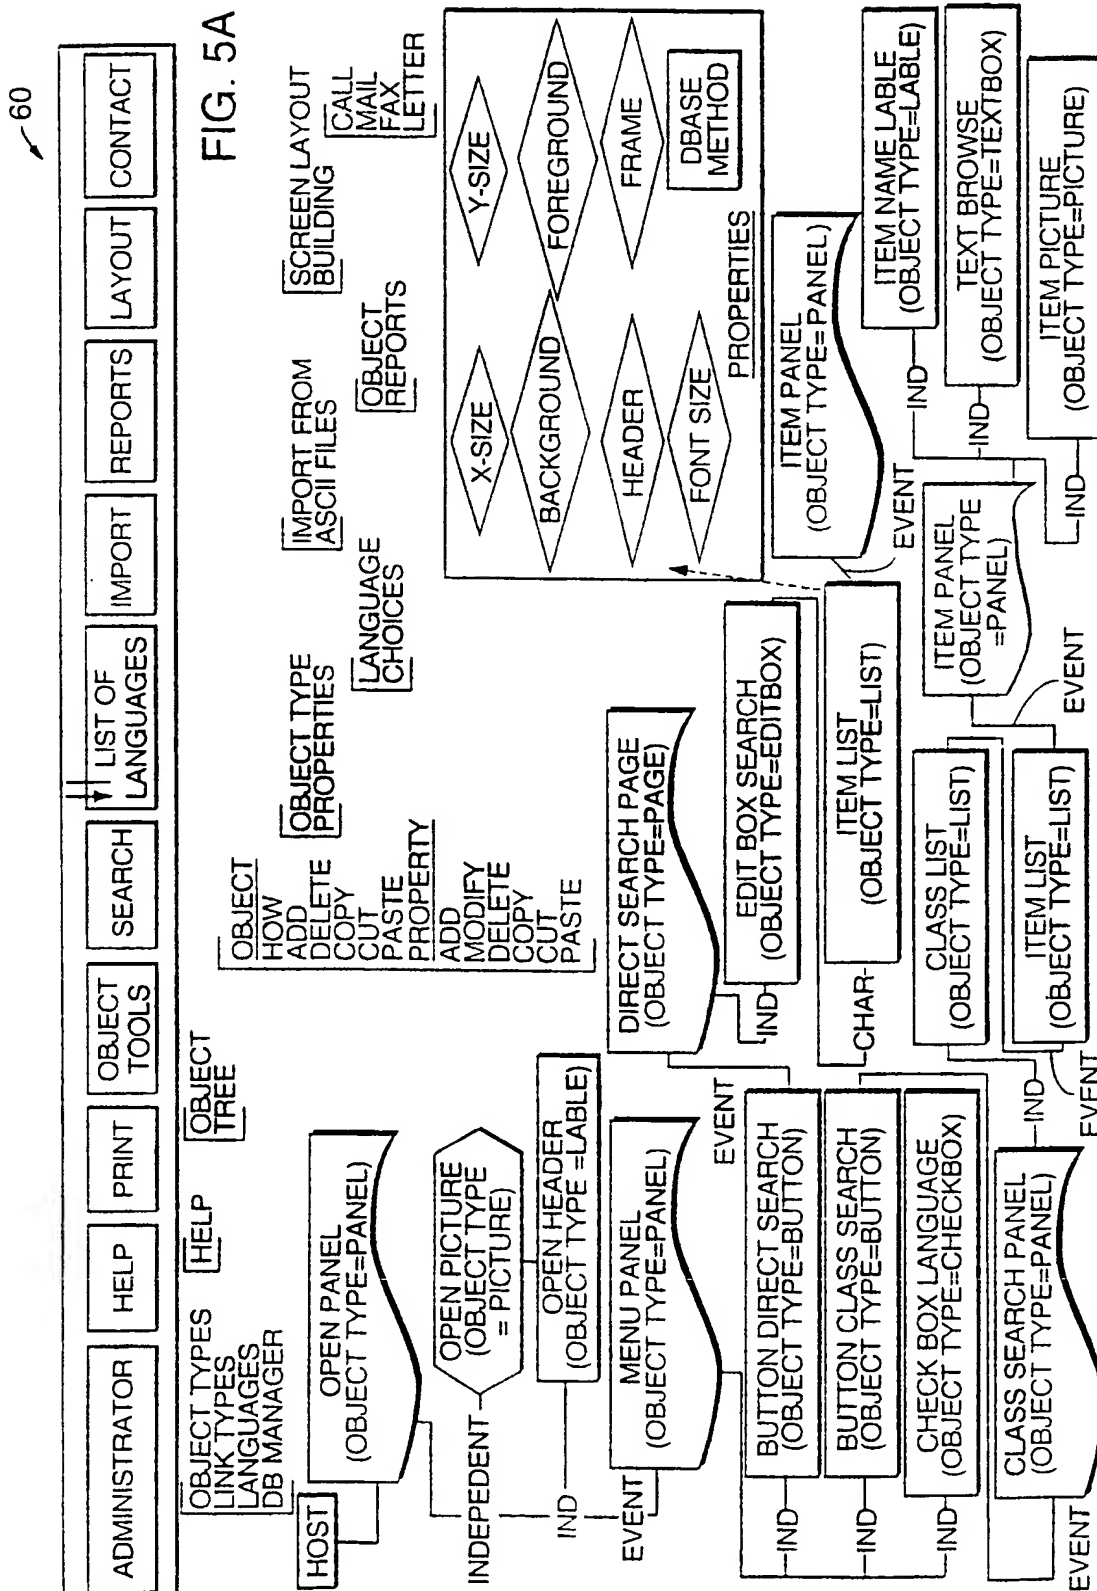 60
ADMINISTRATOR
HELP
PRINT
OBJECT
TOOLS
SEARCH
LIST OF
LANGUAGES
IMPORT
REPORTS
LAYOUT
CONTACT
FIG. 5A
OBJECT TYPES
LINK TYPES
LANGUAGES
DB MANAGER
HELP
OBJECT
TREE
OBJECT
HOW
ADD
DELETE
COPY
CUT
PASTE
PROPERTY
ADD
MODIFY
DELETE
COPY
CUT
PASTE
OBJECT TYPE
PROPERTIES
LANGUAGE
CHOICES
IMPORT FROM
ASCII FILES
OBJECT
REPORTS
SCREEN LAYOUT
BUILDING
CALL
MAIL
FAX
LETTER
HOST
OPEN PANEL
(OBJECT TYPE=PANEL)
INDEPEDENT
OPEN PICTURE
(OBJECT TYPE
= PICTURE)
IND
OPEN HEADER
(OBJECT TYPE =LABLE)
EVENT
MENU PANEL
(OBJECT TYPE=PANEL)
EVENT
IND
BUTTON DIRECT SEARCH
(OBJECT TYPE=BUTTON)
IND
BUTTON CLASS SEARCH
(OBJECT TYPE=BUTTON)
IND
CHECK BOX LANGUAGE
(OBJECT TYPE=CHECKBOX)
EVENT
CLASS SEARCH PANEL
(OBJECT TYPE=PANEL)
DIRECT SEARCH PAGE
(OBJECT TYPE=PAGE)
IND
EDIT BOX SEARCH
(OBJECT TYPE=EDITBOX)
CHAR
ITEM LIST
(OBJECT TYPE=LIST)
IND
CLASS LIST
(OBJECT TYPE=LIST)
EVENT
ITEM LIST
(OBJECT TYPE=LIST)
EVENT
X-SIZE
Y-SIZE
BACKGROUND
FOREGROUND
HEADER
FRAME
FONT SIZE
DBASE
METHOD
PROPERTIES
EVENT
ITEM PANEL
(OBJECT TYPE=PANEL)
ITEM PANEL
(OBJECT TYPE
=PANEL)
IND
ITEM NAME LABLE
(OBJECT TYPE=LABLE)
IND
TEXT BROWSE
(OBJECT TYPE=TEXTBOX)
IND
ITEM PICTURE
(OBJECT TYPE=PICTURE)